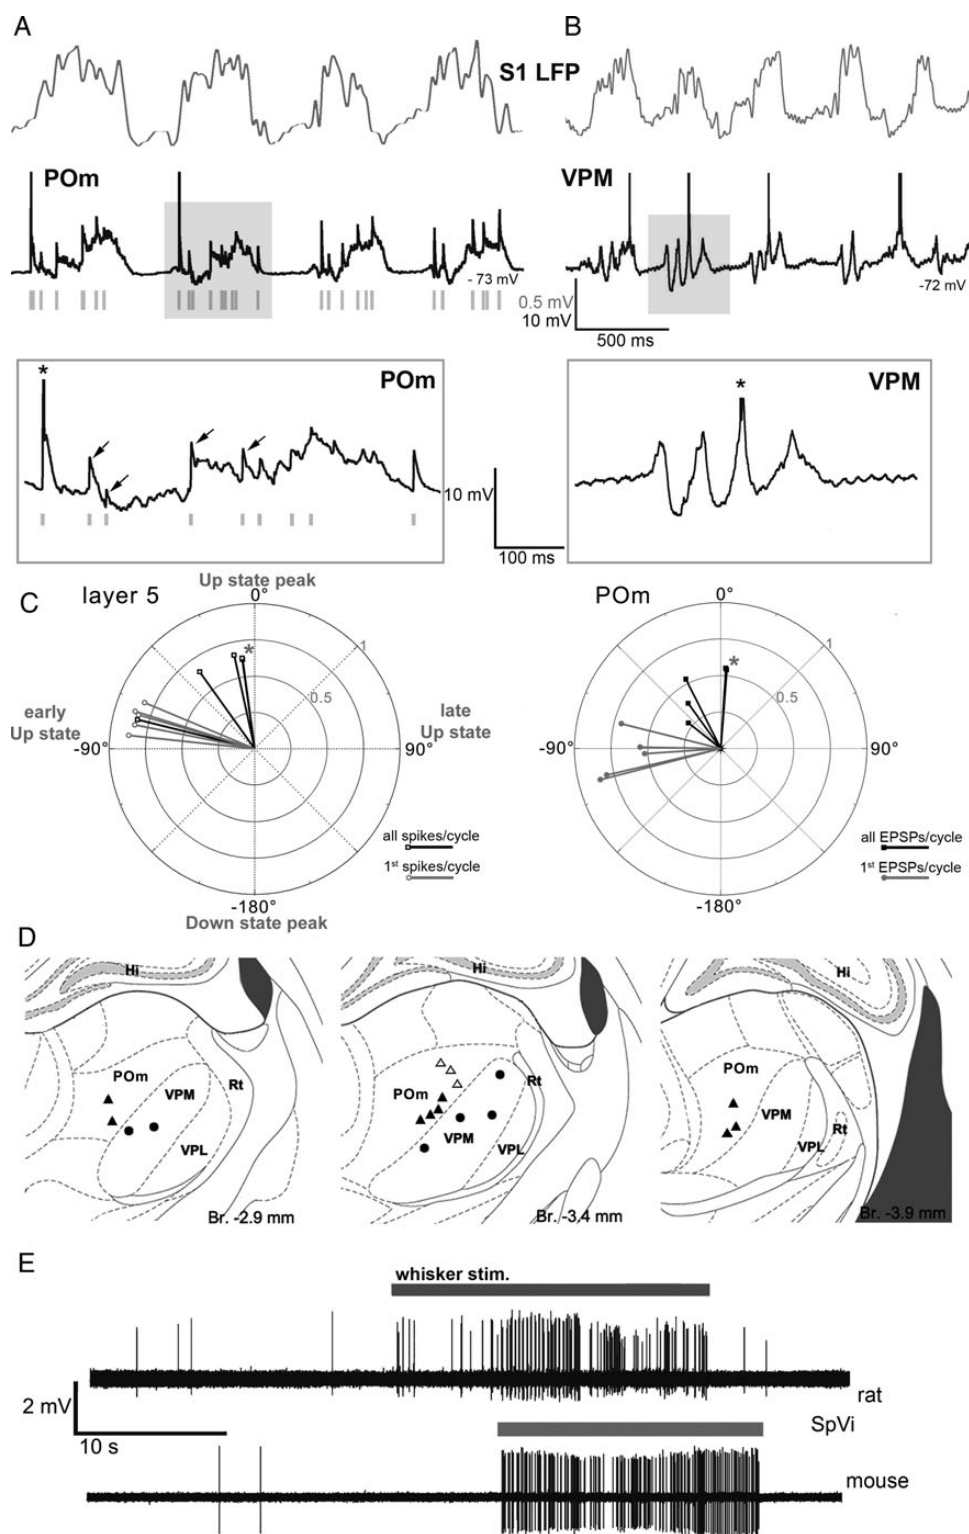 A
B
S1 LFP
POm
VPM
- 73 mV
-72 mV
0.5 mV
10 mV
500 ms
*
POm
*
VPM
10 mV
100 ms
C
layer 5
Up state peak
0°
POm
0°
*
1
*
1
0.5
0.5
early
Up state
late
Up state
-90°
90°
-90°
90°
all spikes/cycle
1st spikes/cycle
all EPSPs/cycle
1st EPSPs/cycle
-180°
Down state peak
-180°
D
Hi
POm
VPM
Rt
VPL
Br. -2.9 mm
Hi
POm
Rt
VPM
VPL
Br. -3.4 mm
Hi
POm
VPM
Rt
VPL
Br. -3.9 mm
E
whisker stim.
rat
2 mV
10 s
SpVi
mouse